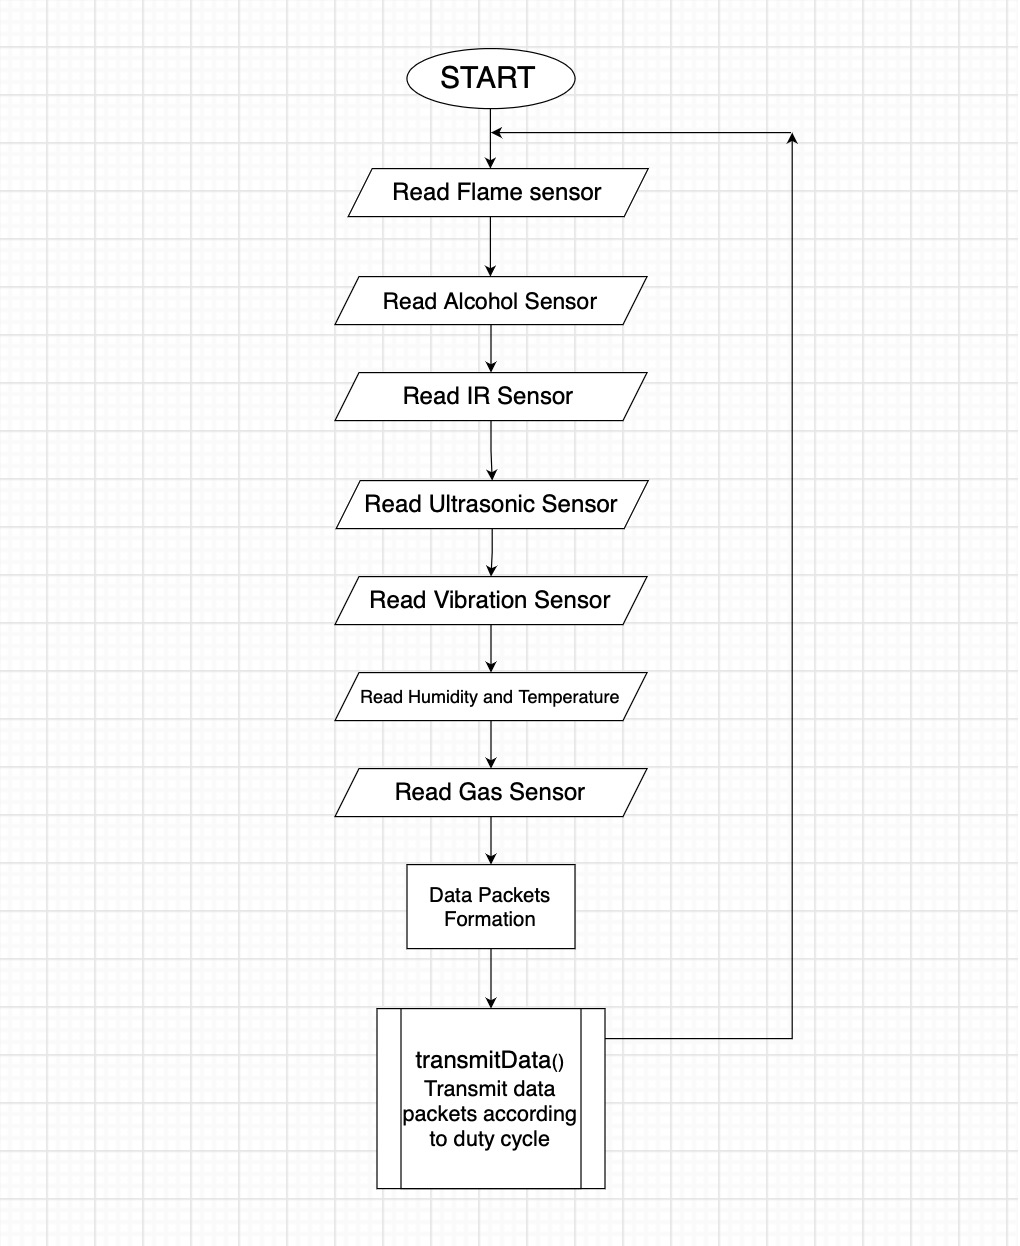 START
Read Flame sensor
Read Alcohol Sensor
Read IR Sensor
Read Ultrasonic Sensor
Read Vibration Sensor
Read Humidity and Temperature
Read Gas Sensor
Data Packets
Formation
transmitData()
Transmit data
packets according
to duty cycle